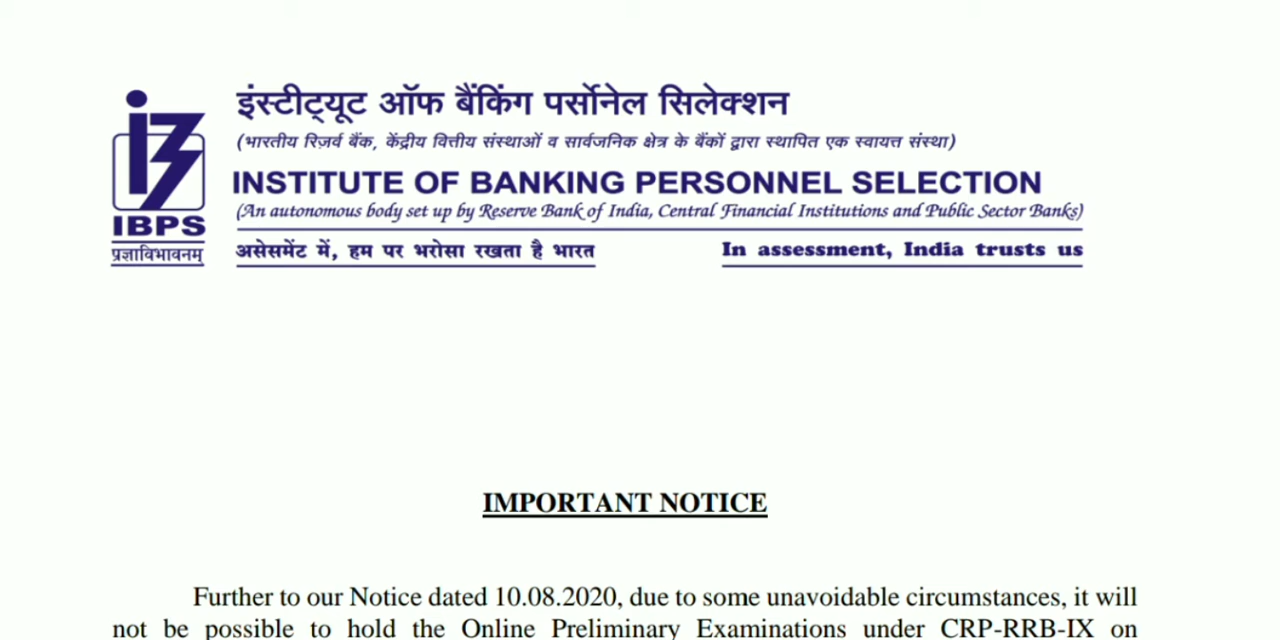 इंस्टीट्यूट ऑफ बैंकिंग पर्सोनेल सिलेक्शन
(भारतीय रिज़र्व बैंक, केंद्रीय वित्तीय संस्थाओं व सार्वजनिक क्षेत्र के बैंकों द्वारा स्थापित एक स्वायत्त संस्था)
INSTITUTE OF BANKING PERSONNEL SELECTION
(An autonomous body set up by Reserve Bank of India, Central Financial Institutions and Public Sector Banks)
IBPS
प्रज्ञाविभावनम्
असेसमेंट में, हम पर भरोसा रखता है भारत
In assessment, India trusts us
IMPORTANT NOTICE
Further to our Notice dated 10.08.2020, due to some unavoidable circumstances, it will
not be possible to hold the Online Preliminary Examinations under CRP-RRB-IX on